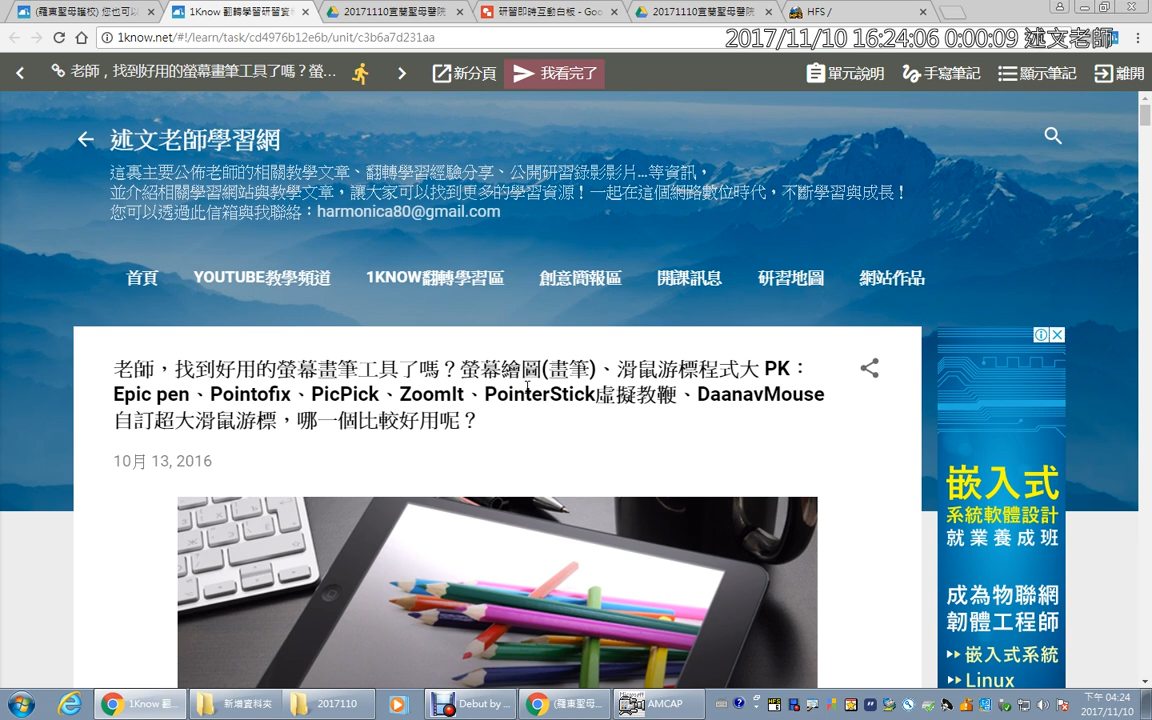 (羅東聖母護校) 您也可以
1Know 翻轉學習研習資
20171110宜蘭聖母醫院
研習即時互動白板 - Goo
20171110宜蘭聖母醫院
HFS /
1know.net/#!/learn/task/cd4976b12e6b/unit/c3b6a7d231aa
2017/11/10 16:24:06 0:00:09 述文老師
老師，找到好用的螢幕畫筆工具了嗎？螢...
新分頁
我看完了
單元說明
手寫筆記
顯示筆記
離開
述文老師學習網
這裏主要公佈老師的相關教學文章、翻轉學習經驗分享、公開研習錄影影片...等資訊，
並介紹相關學習網站與教學文章，讓大家可以找到更多的學習資源！一起在這個網路數位時代，不斷學習與成長！
您可以透過此信箱與我聯絡：harmonica80@gmail.com
首頁 YOUTUBE教學頻道 1KNOW翻轉學習區 創意簡報區 開課訊息 研習地圖 網站作品
老師，找到好用的螢幕畫筆工具了嗎？螢幕繪圖(畫筆)、滑鼠游標程式大 PK：
Epic pen、Pointofix、PicPick、ZoomIt、PointerStick虛擬教鞭、DaanavMouse
自訂超大滑鼠游標，哪一個比較好用呢？
10月 13, 2016
嵌入式
系統軟體設計
就業養成班
成為物聯網
韌體工程師
嵌入式系統
Linux
1Know 翻...
新增資料夾
20171110
Debut by ...
(羅東聖母...
AMCAP
下午 04:24
2017/11/10